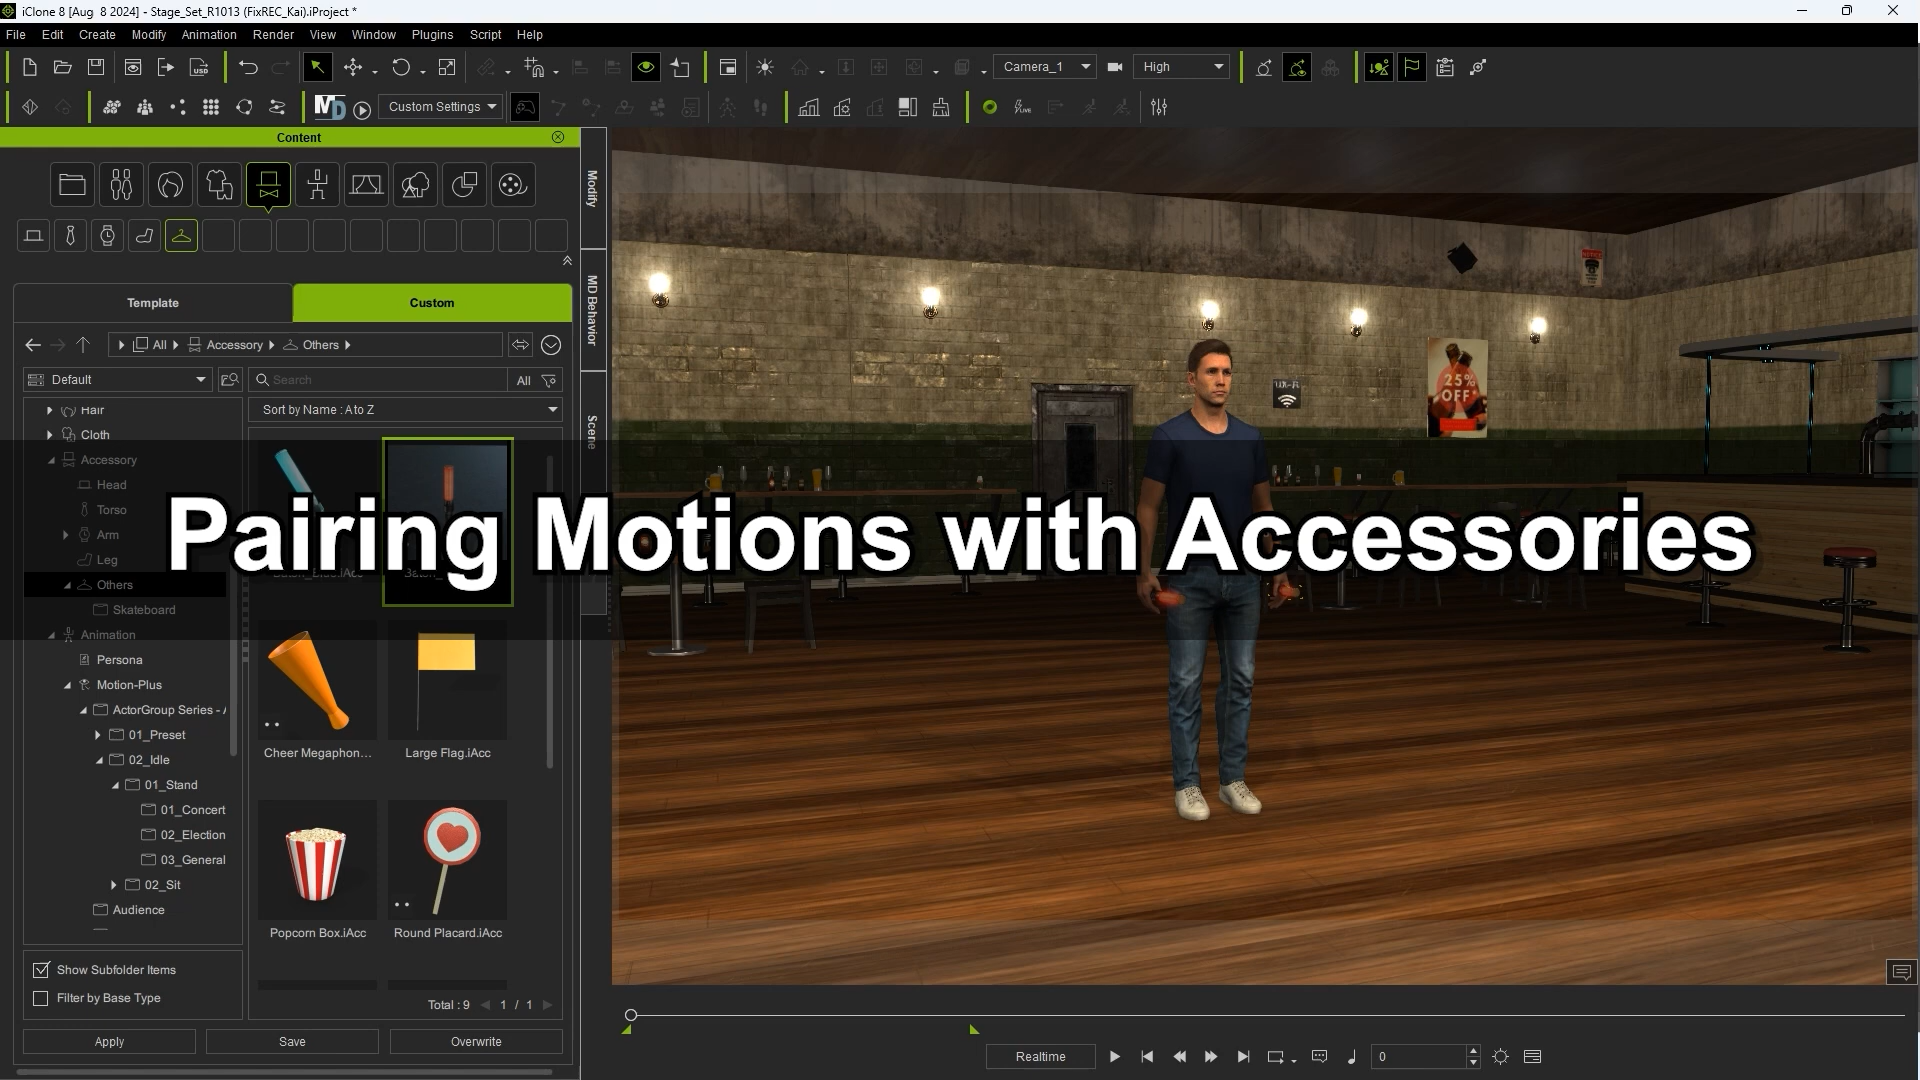 iClone 8 [Aug 8 2024] - Stage_Set_R1013 (FixREC_Kai).iProject *
File Edit Create Modify Animation Render View Window Plugins Script Help
Camera_1 High
MD Custom Settings
LIVE
Content
Modify
MD Behavior
Scene
Template Custom
All Accessory Others
Default Search All
Hair
Sort by Name : A to Z
Cloth
Accessory
Head
Torso
Arm
Leg
Others
Skateboard
Animation
Persona
Motion-Plus
ActorGroup Series -
01_Preset
02_Idle
01_Stand
01_Concert
02_Election
03_General
02_Sit
Audience
Pairing Motions with Accessories
Cheer Megaphon... Large Flag.iAcc
Popcorn Box.iAcc Round Placard.iAcc
Show Subfolder Items
Filter by Base Type
Total : 9 1 / 1
Apply Save Overwrite
25%
OFF
Realtime 0